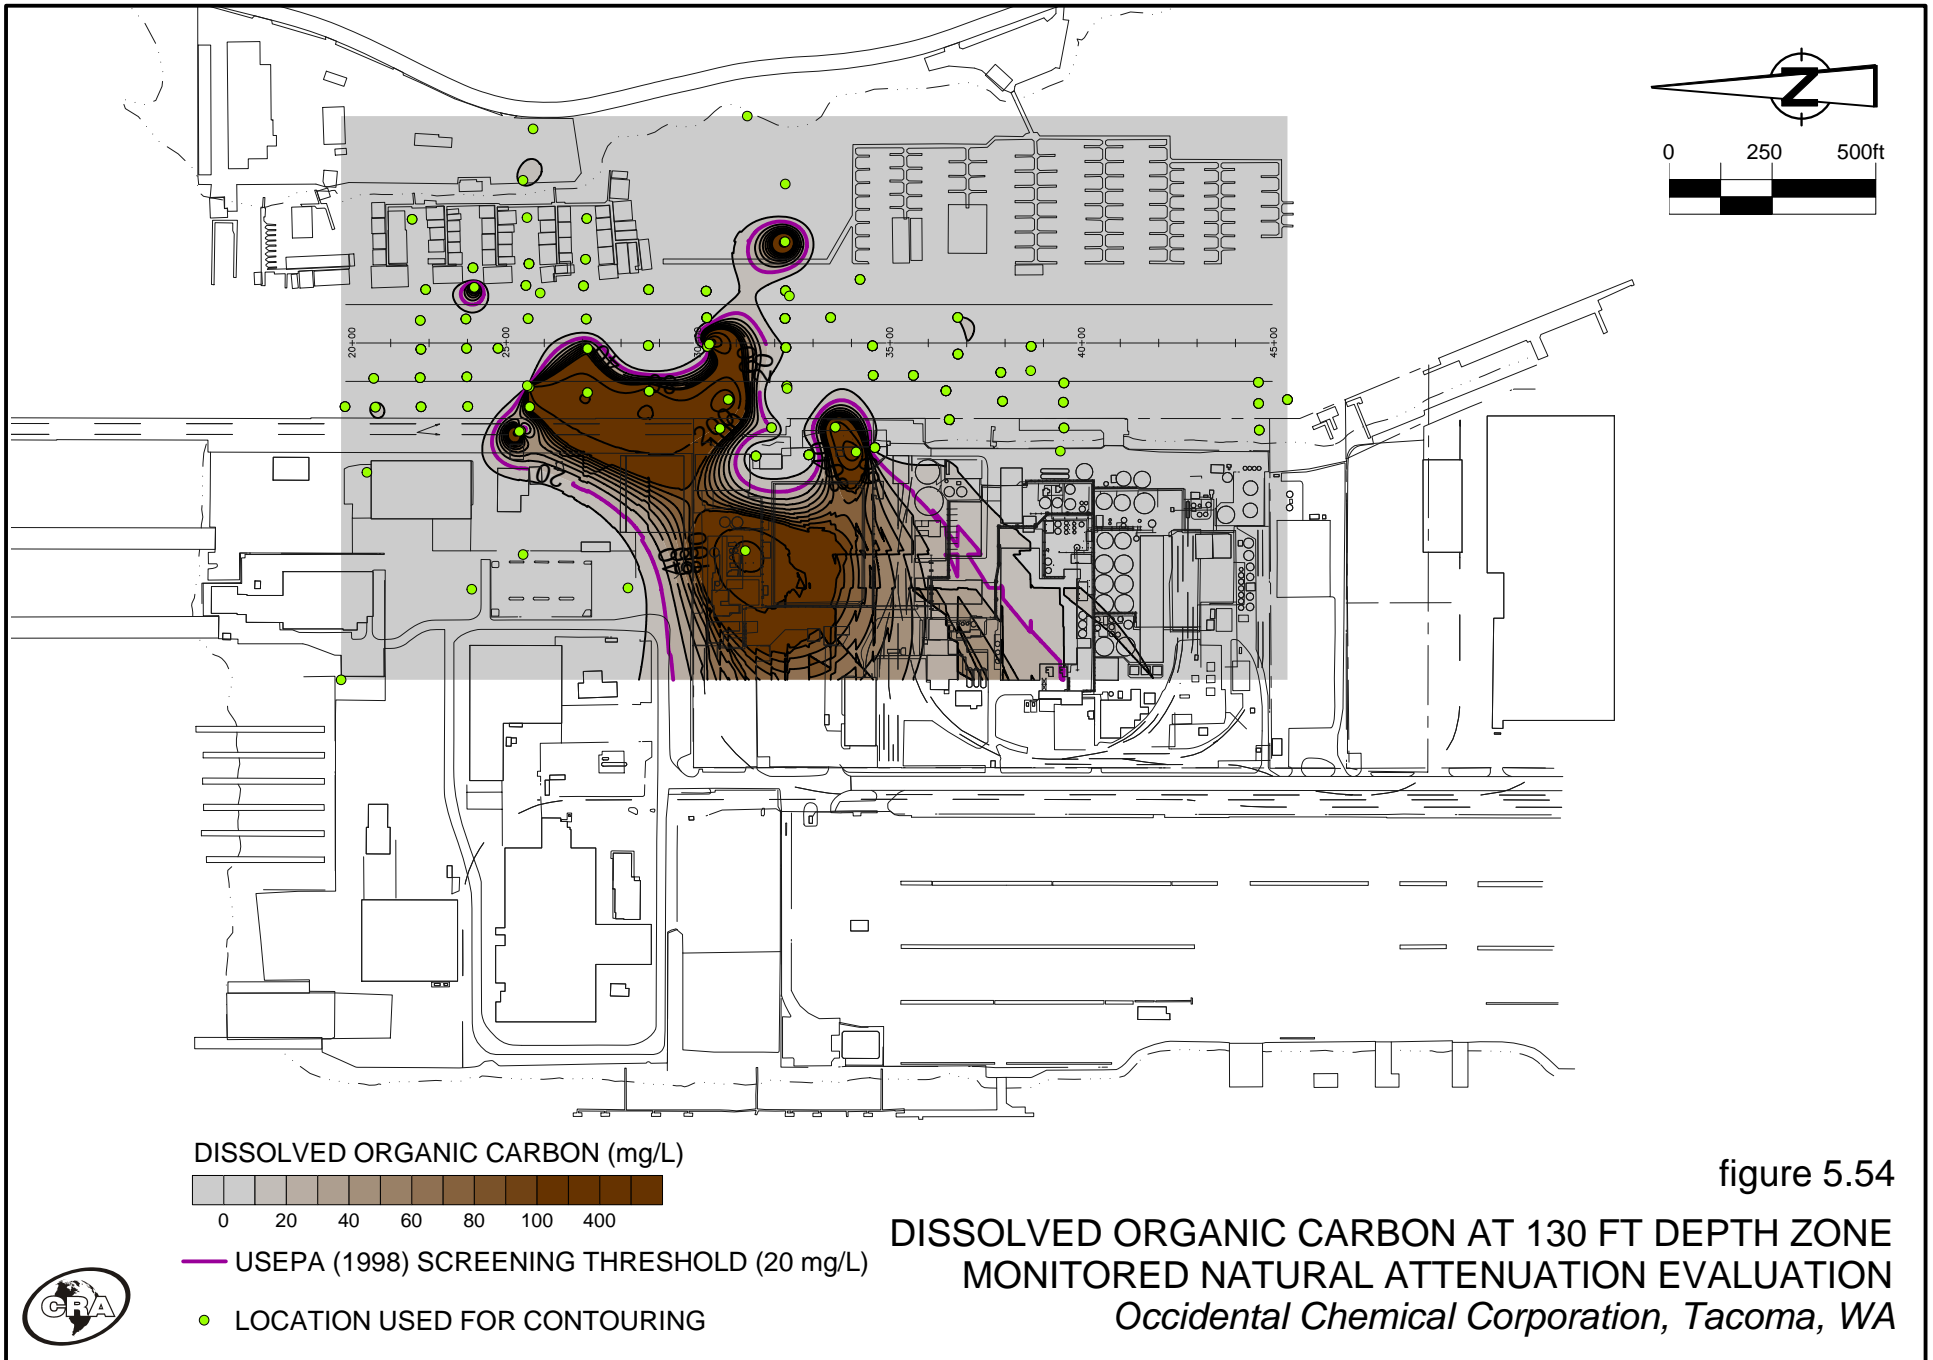 Z
0 250 500ft
20+00 25+00 30+00 35+00 40+00 45+00
20
200
20
DISSOLVED ORGANIC CARBON (mg/L)
0 20 40 60 80 100 400
USEPA (1998) SCREENING THRESHOLD (20 mg/L)
LOCATION USED FOR CONTOURING
CRA
figure 5.54
DISSOLVED ORGANIC CARBON AT 130 FT DEPTH ZONE
MONITORED NATURAL ATTENUATION EVALUATION
Occidental Chemical Corporation, Tacoma, WA